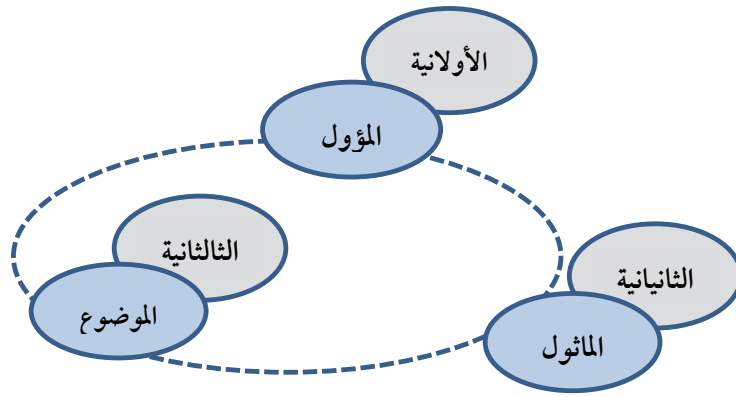 الأولانية
المؤول
الثالثانية
الموضوع
الثانيانية
الماثول